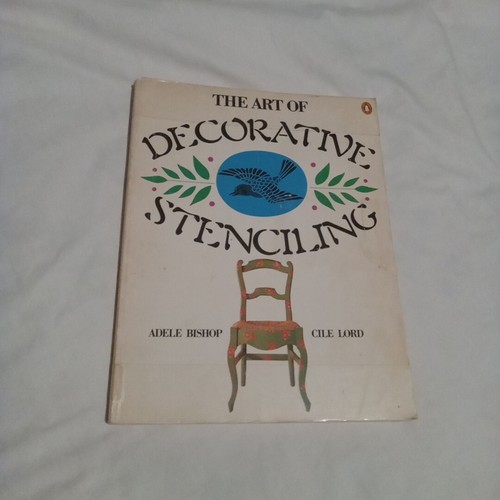 THE ART OF
DECORATIVE
STENCILING
ADELE BISHOP CILE LORD